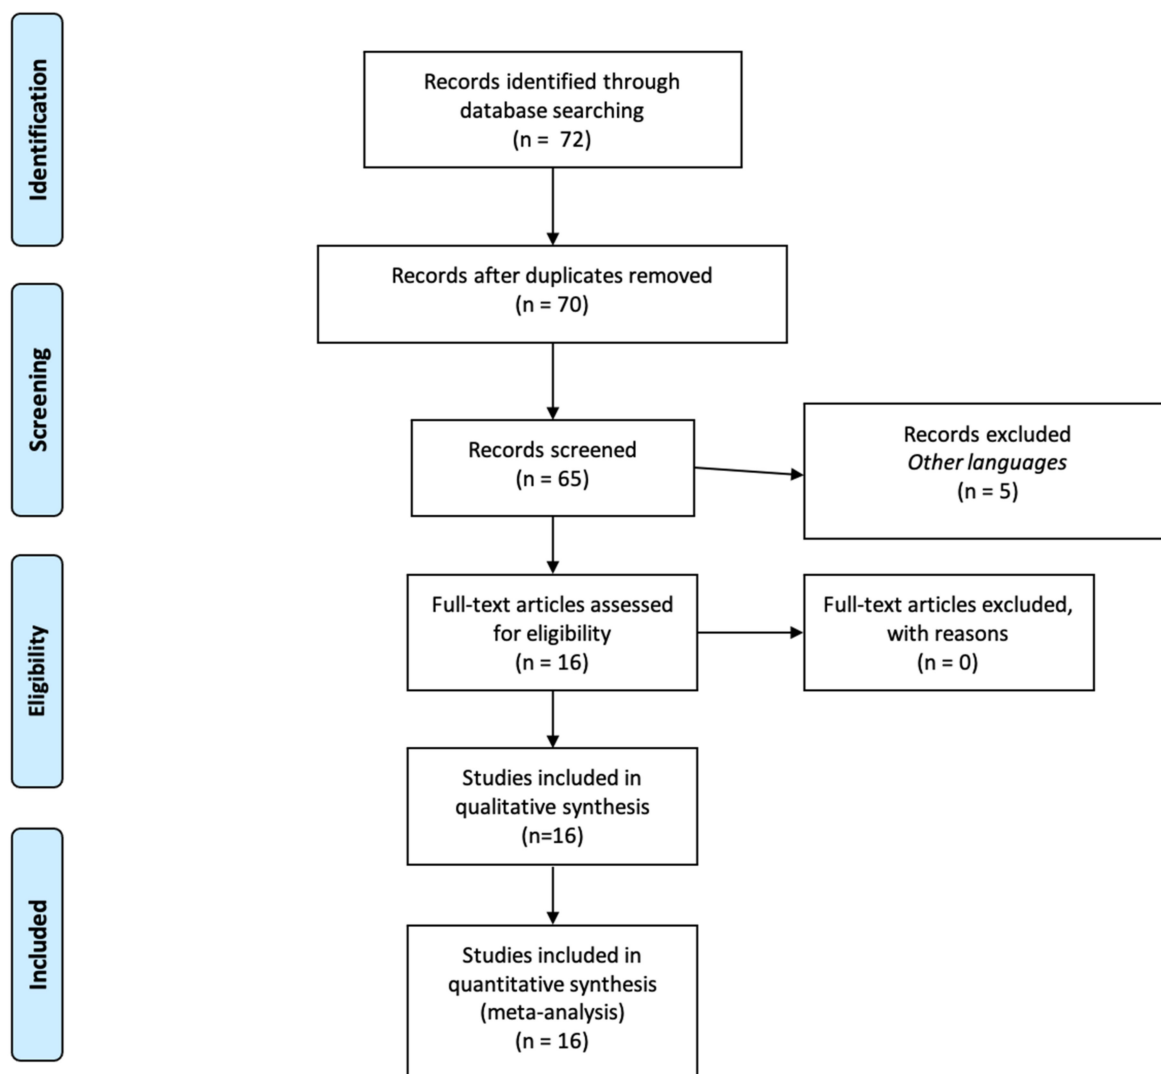 Identification
Records identified through
database searching
(n = 72)
Records after duplicates removed
(n = 70)
Screening
Records screened
(n = 65)
Records excluded
Other languages
(n = 5)
Eligibility
Full-text articles assessed
for eligibility
(n = 16)
Full-text articles excluded,
with reasons
(n = 0)
Studies included in
qualitative synthesis
(n=16)
Included
Studies included in
quantitative synthesis
(meta-analysis)
(n = 16)